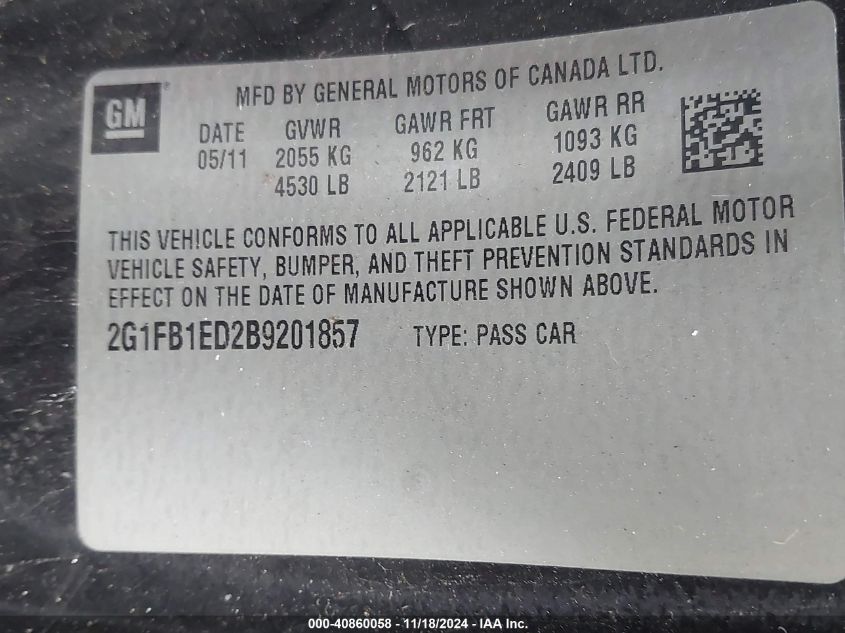 GM
MFD BY GENERAL MOTORS OF CANADA LTD.
DATE GVWR GAWR FRT GAWR RR
05/11 2055 KG 962 KG 1093 KG
4530 LB 2121 LB 2409 LB
THIS VEHICLE CONFORMS TO ALL APPLICABLE U.S. FEDERAL MOTOR
VEHICLE SAFETY, BUMPER, AND THEFT PREVENTION STANDARDS IN
EFFECT ON THE DATE OF MANUFACTURE SHOWN ABOVE.
2G1FB1ED2B9201857 TYPE: PASS CAR
000-40860058 - 11/18/2024 - IAA Inc.